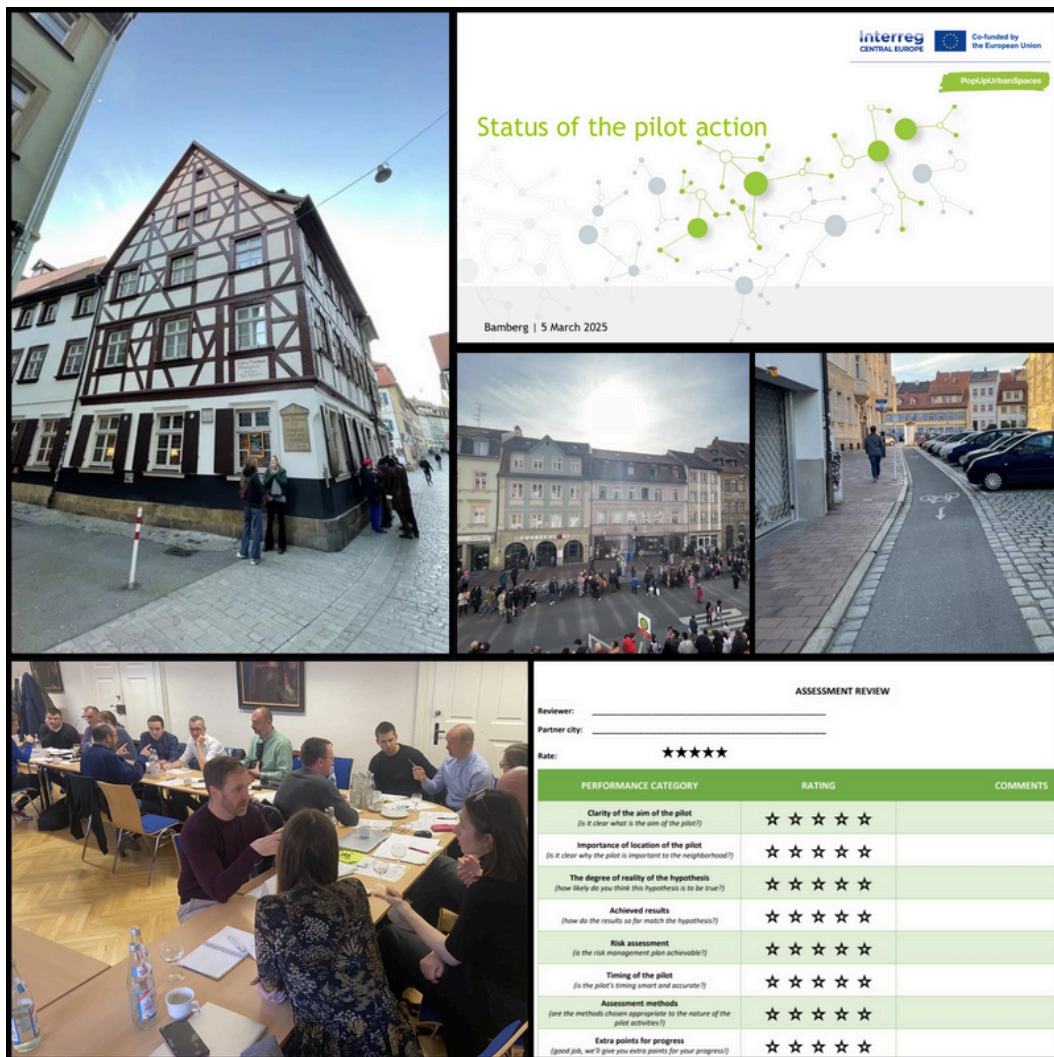 Interreg
CENTRAL EUROPE
Co-funded by
the European Union
PopUpUrbanSpaces
Status of the pilot action
Bamberg | 5 March 2025
ASSESSMENT REVIEW
Reviewer:
Partner city:
Rate: ★★★★★
PERFORMANCE CATEGORY RATING COMMENTS
Clarity of the aim of the pilot
(is it clear what is the aim of the pilot?)
☆ ☆ ☆ ☆ ☆
Importance of location of the pilot
(is it clear why the pilot is important to the neighborhood?)
☆ ☆ ☆ ☆ ☆
The degree of reality of the hypothesis
(how likely do you think this hypothesis is to be true?)
☆ ☆ ☆ ☆ ☆
Achieved results
(how do the results so far match the hypothesis?)
☆ ☆ ☆ ☆ ☆
Risk assessment
(is the risk management plan achievable?)
☆ ☆ ☆ ☆ ☆
Timing of the pilot
(is the pilot's timing smart and accurate?)
☆ ☆ ☆ ☆ ☆
Assessment methods
(are the methods chosen appropriate to the nature of the
pilot activities?)
☆ ☆ ☆ ☆ ☆
Extra points for progress
(good job, we'll give you extra points for your progress!)
☆ ☆ ☆ ☆ ☆